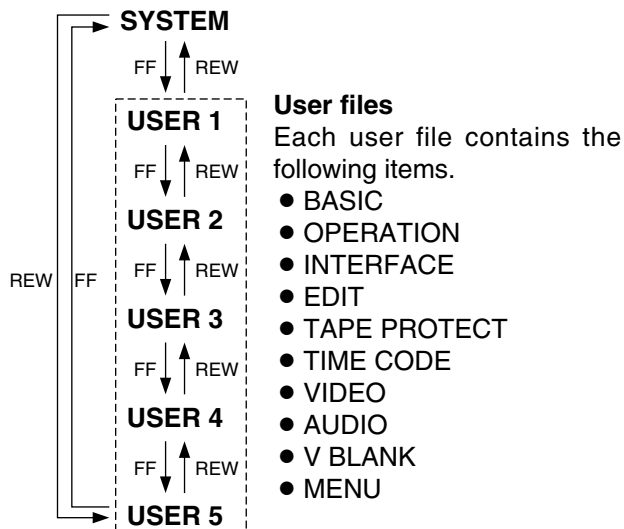 SYSTEM
FF REW
USER 1
FF REW
USER 2
FF REW
USER 3
FF REW
USER 4
FF REW
USER 5
REW FF
User files
Each user file contains the
following items.
● BASIC
● OPERATION
● INTERFACE
● EDIT
● TAPE PROTECT
● TIME CODE
● VIDEO
● AUDIO
● V BLANK
● MENU